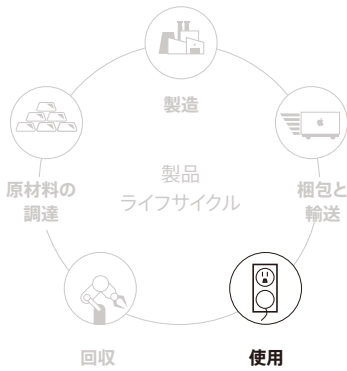 製造
原材料の
調達
製品
ライフサイクル
梱包と
輸送
回収
使用